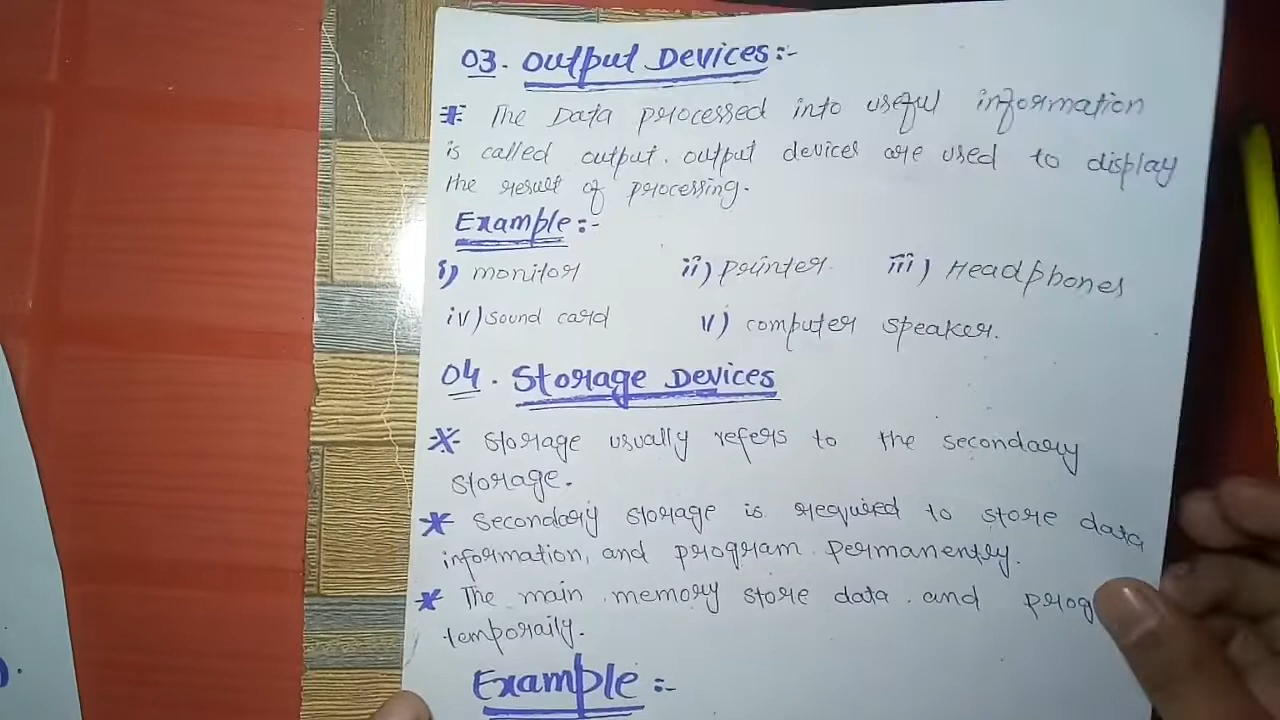 03. Output Devices:-
* The Data processed into useful information
is called output. output devices are used to display
the result of processing.
Example:-
i) monitor ii) printer. iii) Headphones
iv) sound card v) computer speaker.
04. Storage Devices
* Storage usually refers to the secondary
storage.
* Secondary storage is required to store data
information, and program permanently.
* The main memory store data and prog
temporaily.
Example:-